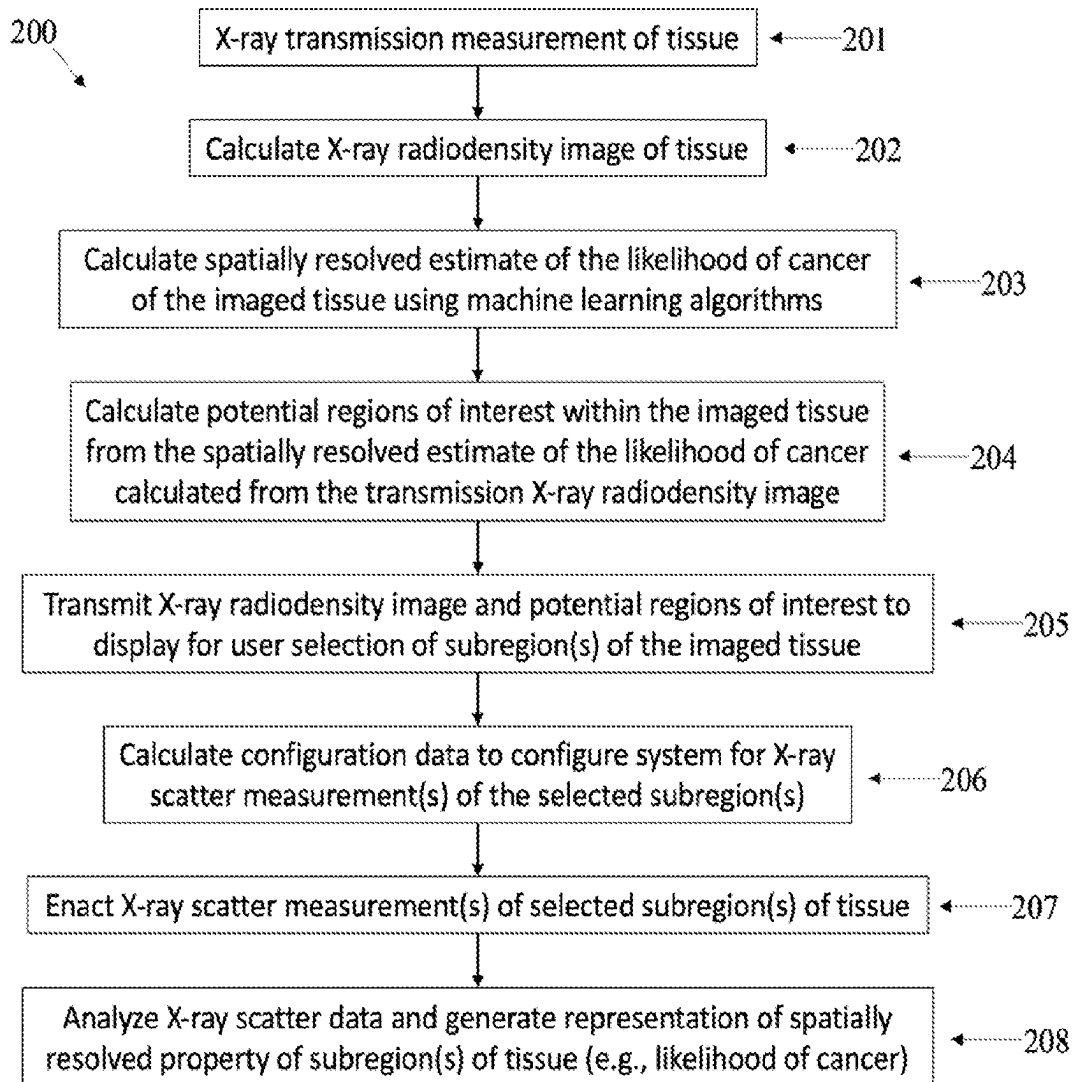 200
X-ray transmission measurement of tissue
201
Calculate X-ray radiodensity image of tissue
202
Calculate spatially resolved estimate of the likelihood of cancer
of the imaged tissue using machine learning algorithms
203
Calculate potential regions of interest within the imaged tissue
from the spatially resolved estimate of the likelihood of cancer
calculated from the transmission X-ray radiodensity image
204
Transmit X-ray radiodensity image and potential regions of interest to
display for user selection of subregion(s) of the imaged tissue
205
Calculate configuration data to configure system for X-ray
scatter measurement(s) of the selected subregion(s)
206
Enact X-ray scatter measurement(s) of selected subregion(s) of tissue
207
Analyze X-ray scatter data and generate representation of spatially
resolved property of subregion(s) of tissue (e.g., likelihood of cancer)
208